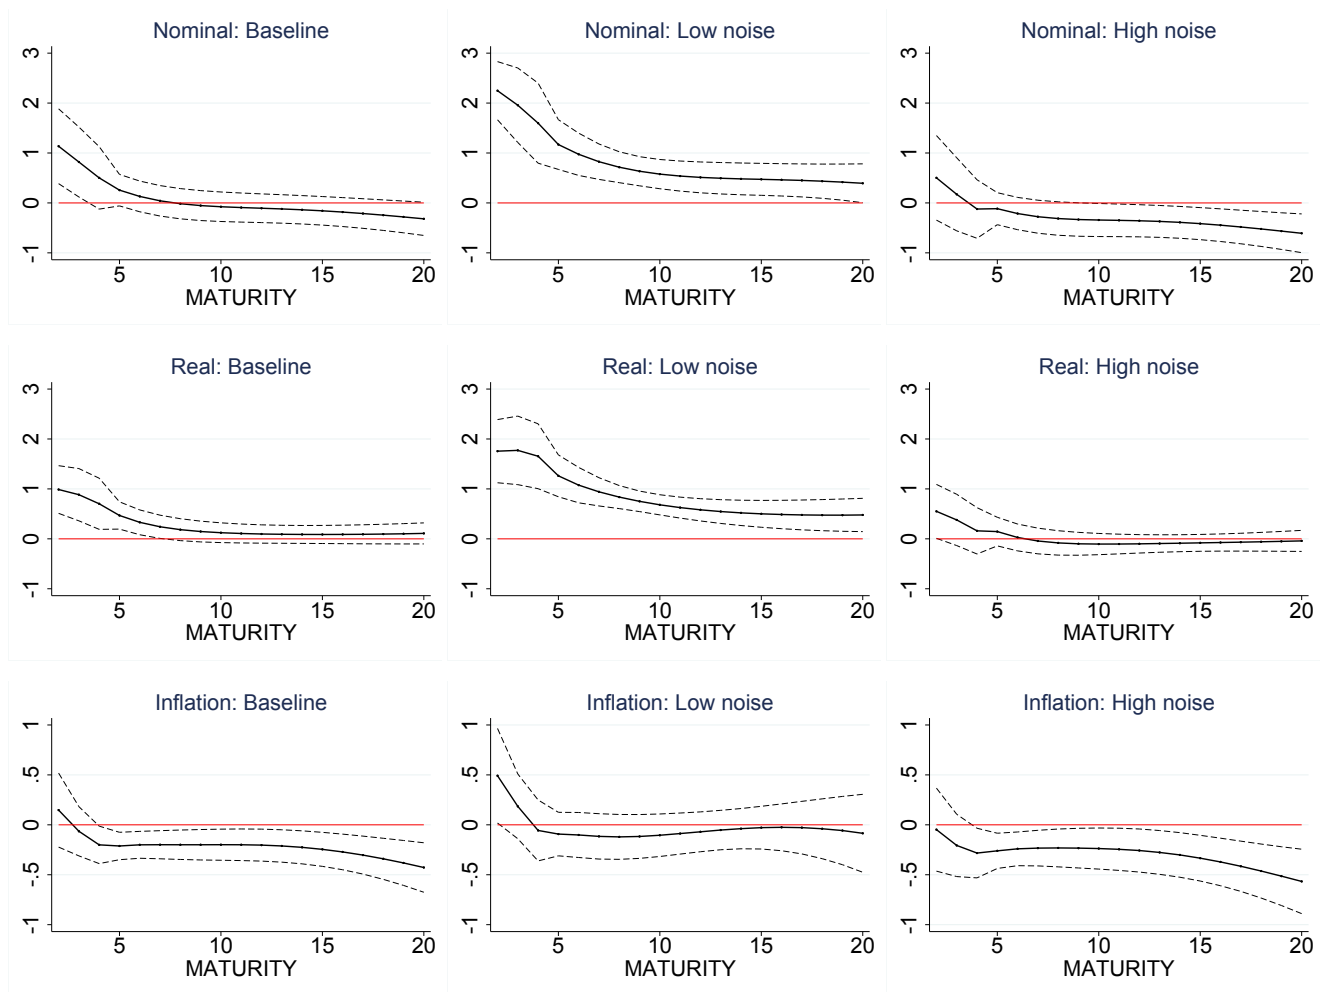 Nominal: Baseline
3
2
1
0
-1
5 10 15 20
MATURITY
Nominal: Low noise
3
2
1
0
-1
5 10 15 20
MATURITY
Nominal: High noise
3
2
1
0
-1
5 10 15 20
MATURITY
Real: Baseline
3
2
1
0
-1
5 10 15 20
MATURITY
Real: Low noise
3
2
1
0
-1
5 10 15 20
MATURITY
Real: High noise
3
2
1
0
-1
5 10 15 20
MATURITY
Inflation: Baseline
1
.5
0
-.5
-1
5 10 15 20
MATURITY
Inflation: Low noise
1
.5
0
-.5
-1
5 10 15 20
MATURITY
Inflation: High noise
1
.5
0
-.5
-1
5 10 15 20
MATURITY